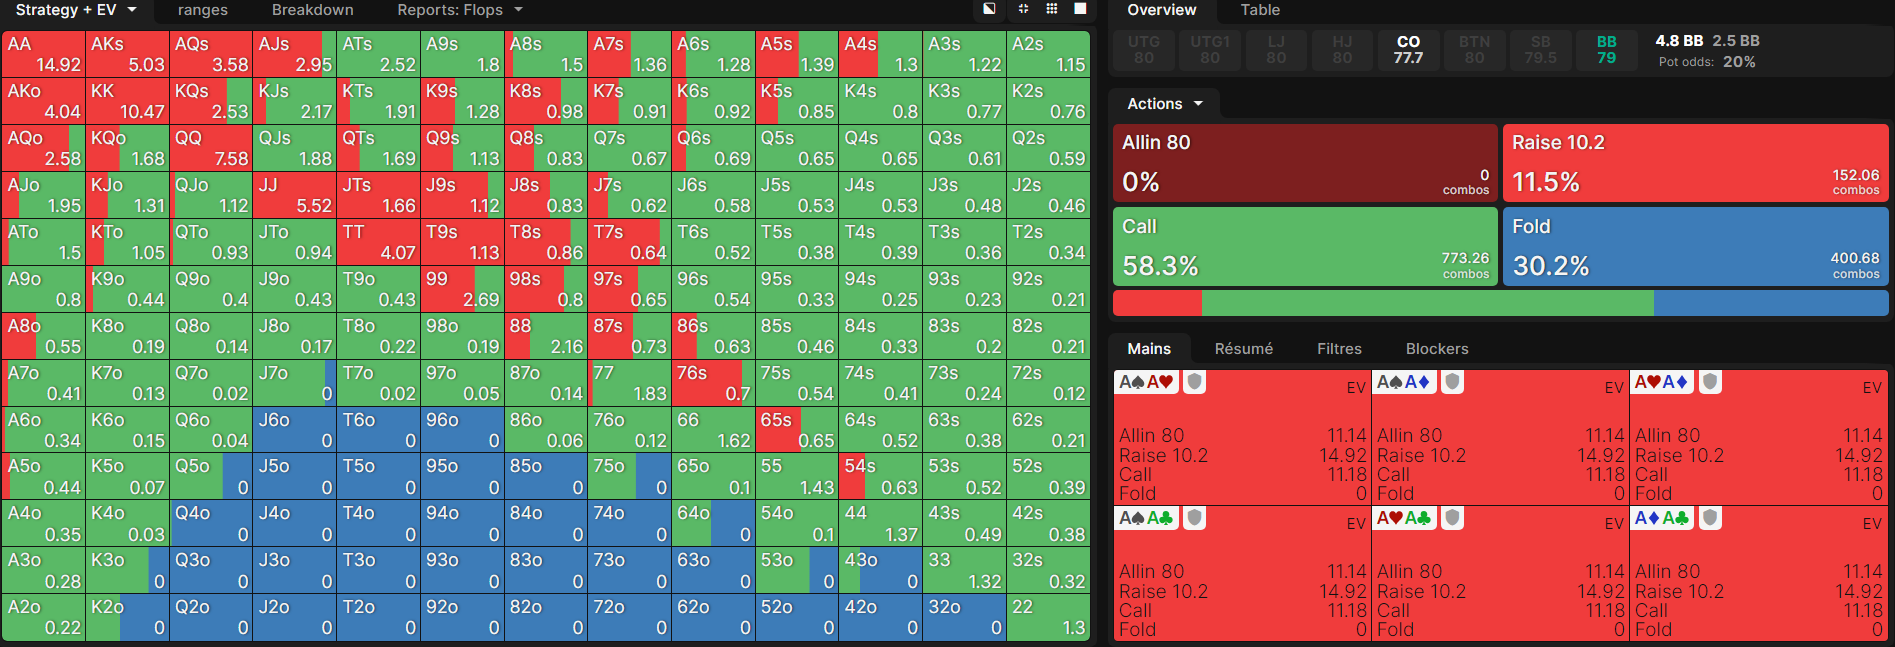 Strategy + EV ranges Breakdown Reports: Flops
AA AKs AQs AJs ATs A9s A8s A7s A6s A5s A4s A3s A2s
14.92 5.03 3.58 2.95 2.52 1.8 1.5 1.36 1.28 1.39 1.3 1.22 1.15
AKo KK KQs KJs KTs K9s K8s K7s K6s K5s K4s K3s K2s
4.04 10.47 2.53 2.17 1.91 1.28 0.98 0.91 0.92 0.85 0.8 0.77 0.76
AQo KQo QQ QJs QTs Q9s Q8s Q7s Q6s Q5s Q4s Q3s Q2s
2.58 1.68 7.58 1.88 1.69 1.13 0.83 0.67 0.69 0.65 0.65 0.61 0.59
AJo KJo QJo JJ JTs J9s J8s J7s J6s J5s J4s J3s J2s
1.95 1.31 1.12 5.52 1.66 1.12 0.83 0.62 0.58 0.53 0.53 0.48 0.46
ATo KTo QTo JTo TT T9s T8s T7s T6s T5s T4s T3s T2s
1.5 1.05 0.93 0.94 4.07 1.13 0.86 0.64 0.52 0.38 0.39 0.36 0.34
A9o K9o Q9o J9o T9o 99 98s 97s 96s 95s 94s 93s 92s
0.8 0.44 0.4 0.43 0.43 2.69 0.8 0.65 0.54 0.33 0.25 0.23 0.21
A8o K8o Q8o J8o T8o 98o 88 87s 86s 85s 84s 83s 82s
0.55 0.19 0.14 0.17 0.22 0.19 2.16 0.73 0.63 0.46 0.33 0.2 0.21
A7o K7o Q7o J7o T7o 97o 87o 77 76s 75s 74s 73s 72s
0.41 0.13 0.02 0 0.02 0.05 0.14 1.83 0.7 0.54 0.41 0.24 0.12
A6o K6o Q6o J6o T6o 96o 86o 76o 66 65s 64s 63s 62s
0.34 0.15 0.04 0 0 0 0.06 0.12 1.62 0.65 0.52 0.38 0.21
A5o K5o Q5o J5o T5o 95o 85o 75o 65o 55 54s 53s 52s
0.44 0.07 0 0 0 0 0 0 0.1 1.43 0.63 0.52 0.39
A4o K4o Q4o J4o T4o 94o 84o 74o 64o 54o 44 43s 42s
0.35 0.03 0 0 0 0 0 0 0 0.1 1.37 0.49 0.38
A3o K3o Q3o J3o T3o 93o 83o 73o 63o 53o 43o 33 32s
0.28 0 0 0 0 0 0 0 0 0 0 1.32 0.32
A2o K2o Q2o J2o T2o 92o 82o 72o 62o 52o 42o 32o 22
0.22 0 0 0 0 0 0 0 0 0 0 0 1.3
Overview Table
UTG UTG1 LJ HJ CO BTN SB BB
80 80 80 80 77.7 80 79.5 79
4.8 BB 2.5 BB
Pot odds: 20%
Actions
Allin 80
0% 0 combos
Raise 10.2
11.5% 152.06 combos
Call
58.3% 773.26 combos
Fold
30.2% 400.68 combos
Mains Résumé Filtres Blockers
A♠A♥ EV A♠A♦ EV A♥A♦ EV
Allin 80 11.14 Allin 80 11.14 Allin 80 11.14
Raise 10.2 14.92 Raise 10.2 14.92 Raise 10.2 14.92
Call 11.18 Call 11.18 Call 11.18
Fold 0 Fold 0 Fold 0
A♠A♣ EV A♥A♣ EV A♦A♣ EV
Allin 80 11.14 Allin 80 11.14 Allin 80 11.14
Raise 10.2 14.92 Raise 10.2 14.92 Raise 10.2 14.92
Call 11.18 Call 11.18 Call 11.18
Fold 0 Fold 0 Fold 0